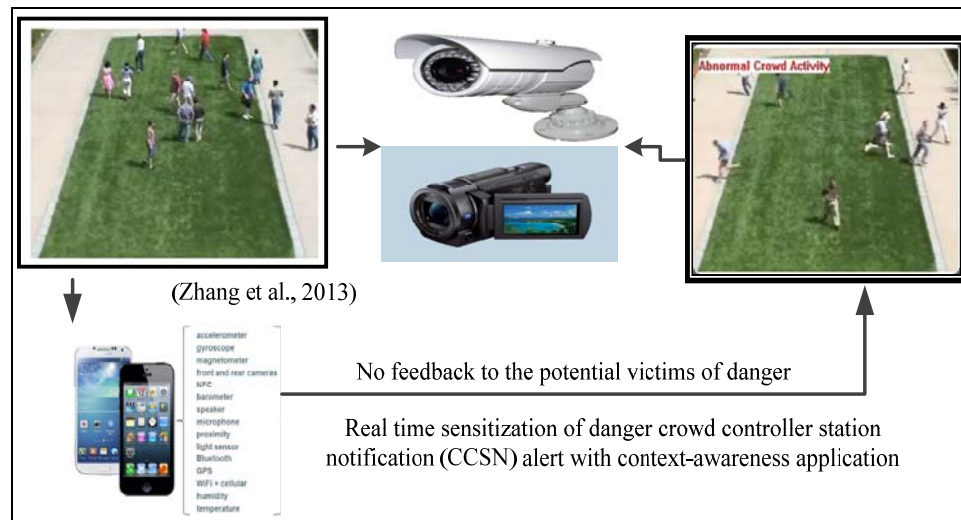 Abnormal Crowd Activity
(Zhang et al., 2013)
accelerometer
gyroscope
magnetometer
front and rear cameras
NFC
barometer
speaker
microphone
proximity
light sensor
Bluetooth
GPS
WiFi + cellular
humidity
temperature
No feedback to the potential victims of danger
Real time sensitization of danger crowd controller station
notification (CCSN) alert with context-awareness application